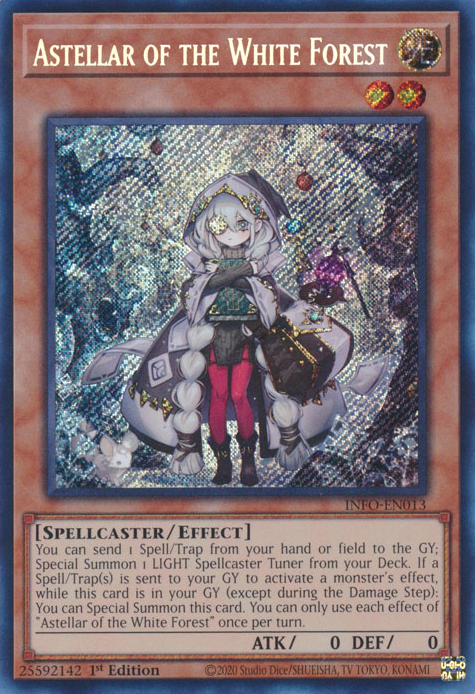 ASTELLAR OF THE WHITE FOREST
INFO-EN013
[SPELLCASTER/EFFECT]
You can send 1 Spell/Trap from your hand or field to the GY;
Special Summon 1 LIGHT Spellcaster Tuner from your Deck. If a
Spell/Trap(s) is sent to your GY to activate a monster's effect,
while this card is in your GY (except during the Damage Step):
You can Special Summon this card. You can only use each effect of
"Astellar of the White Forest" once per turn.
ATK/ 0 DEF/ 0
25592142 1st Edition ©2020 Studio Dice/SHUEISHA, TV TOKYO, KONAMI